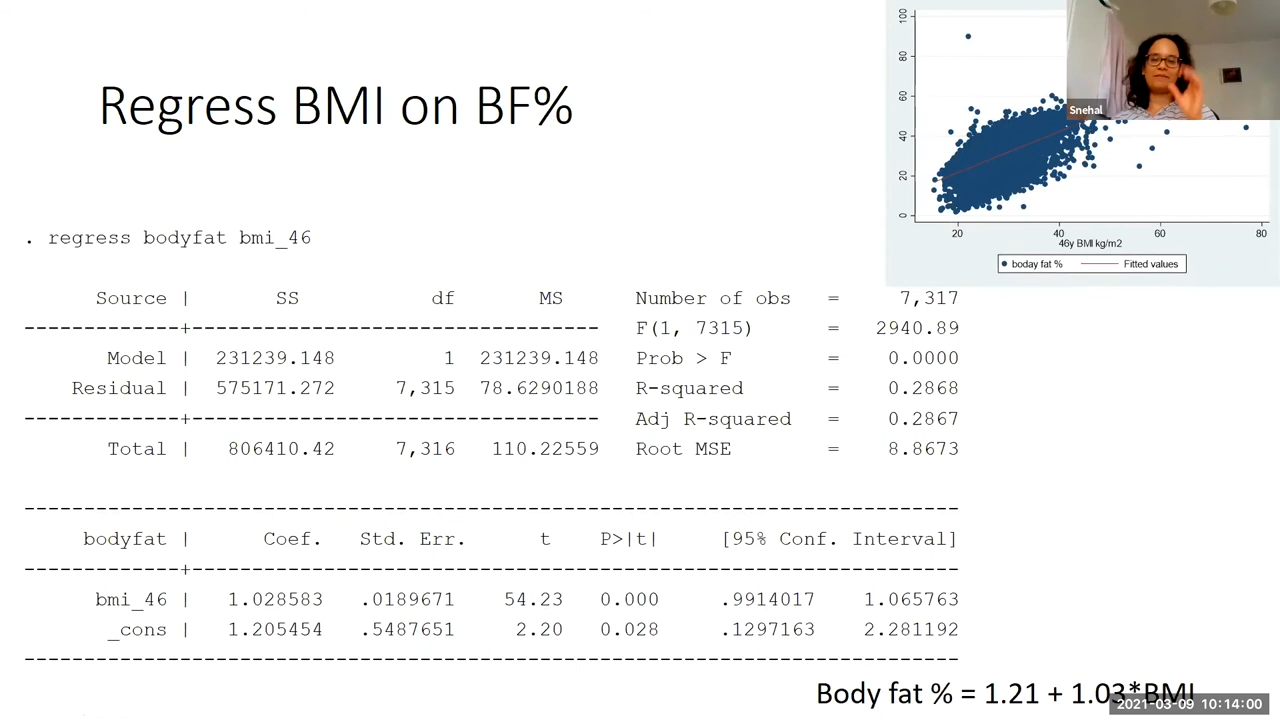 Regress BMI on BF%
100
80
60
40
20
0
20 40 60 80
46y BMI kg/m2
boday fat % Fitted values
Snehal
. regress bodyfat bmi_46
Source | SS df MS Number of obs = 7,317
-------------+---------------------------------- F(1, 7315) = 2940.89
Model | 231239.148 1 231239.148 Prob > F = 0.0000
Residual | 575171.272 7,315 78.6290188 R-squared = 0.2868
-------------+---------------------------------- Adj R-squared = 0.2867
Total | 806410.42 7,316 110.22559 Root MSE = 8.8673
------------------------------------------------------------------------------
bodyfat | Coef. Std. Err. t P>|t| [95% Conf. Interval]
-------------+----------------------------------------------------------------
bmi_46 | 1.028583 .0189671 54.23 0.000 .9914017 1.065763
_cons | 1.205454 .5487651 2.20 0.028 .1297163 2.281192
------------------------------------------------------------------------------
Body fat % = 1.21 + 1.03*BMI
2021-03-09 10:14:00